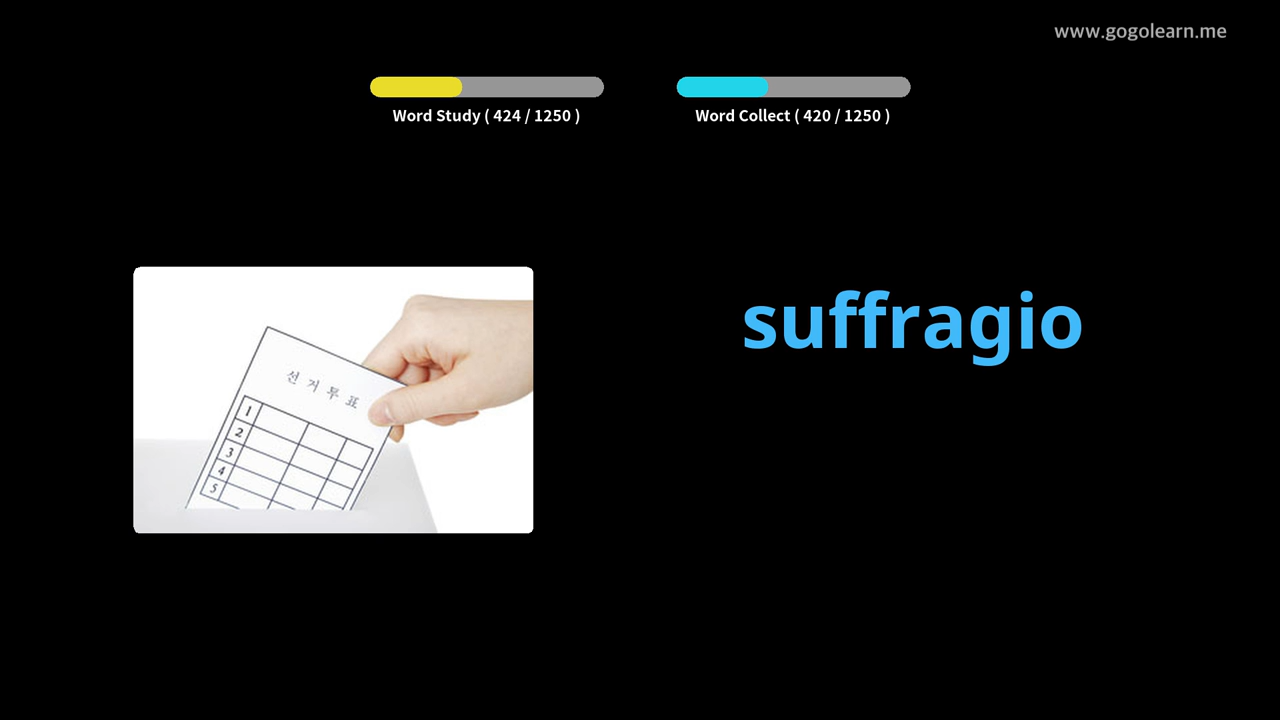 www.gogolearn.me
Word Study ( 424 / 1250 )
Word Collect ( 420 / 1250 )
suffragio
선거투표
1
2
3
4
5